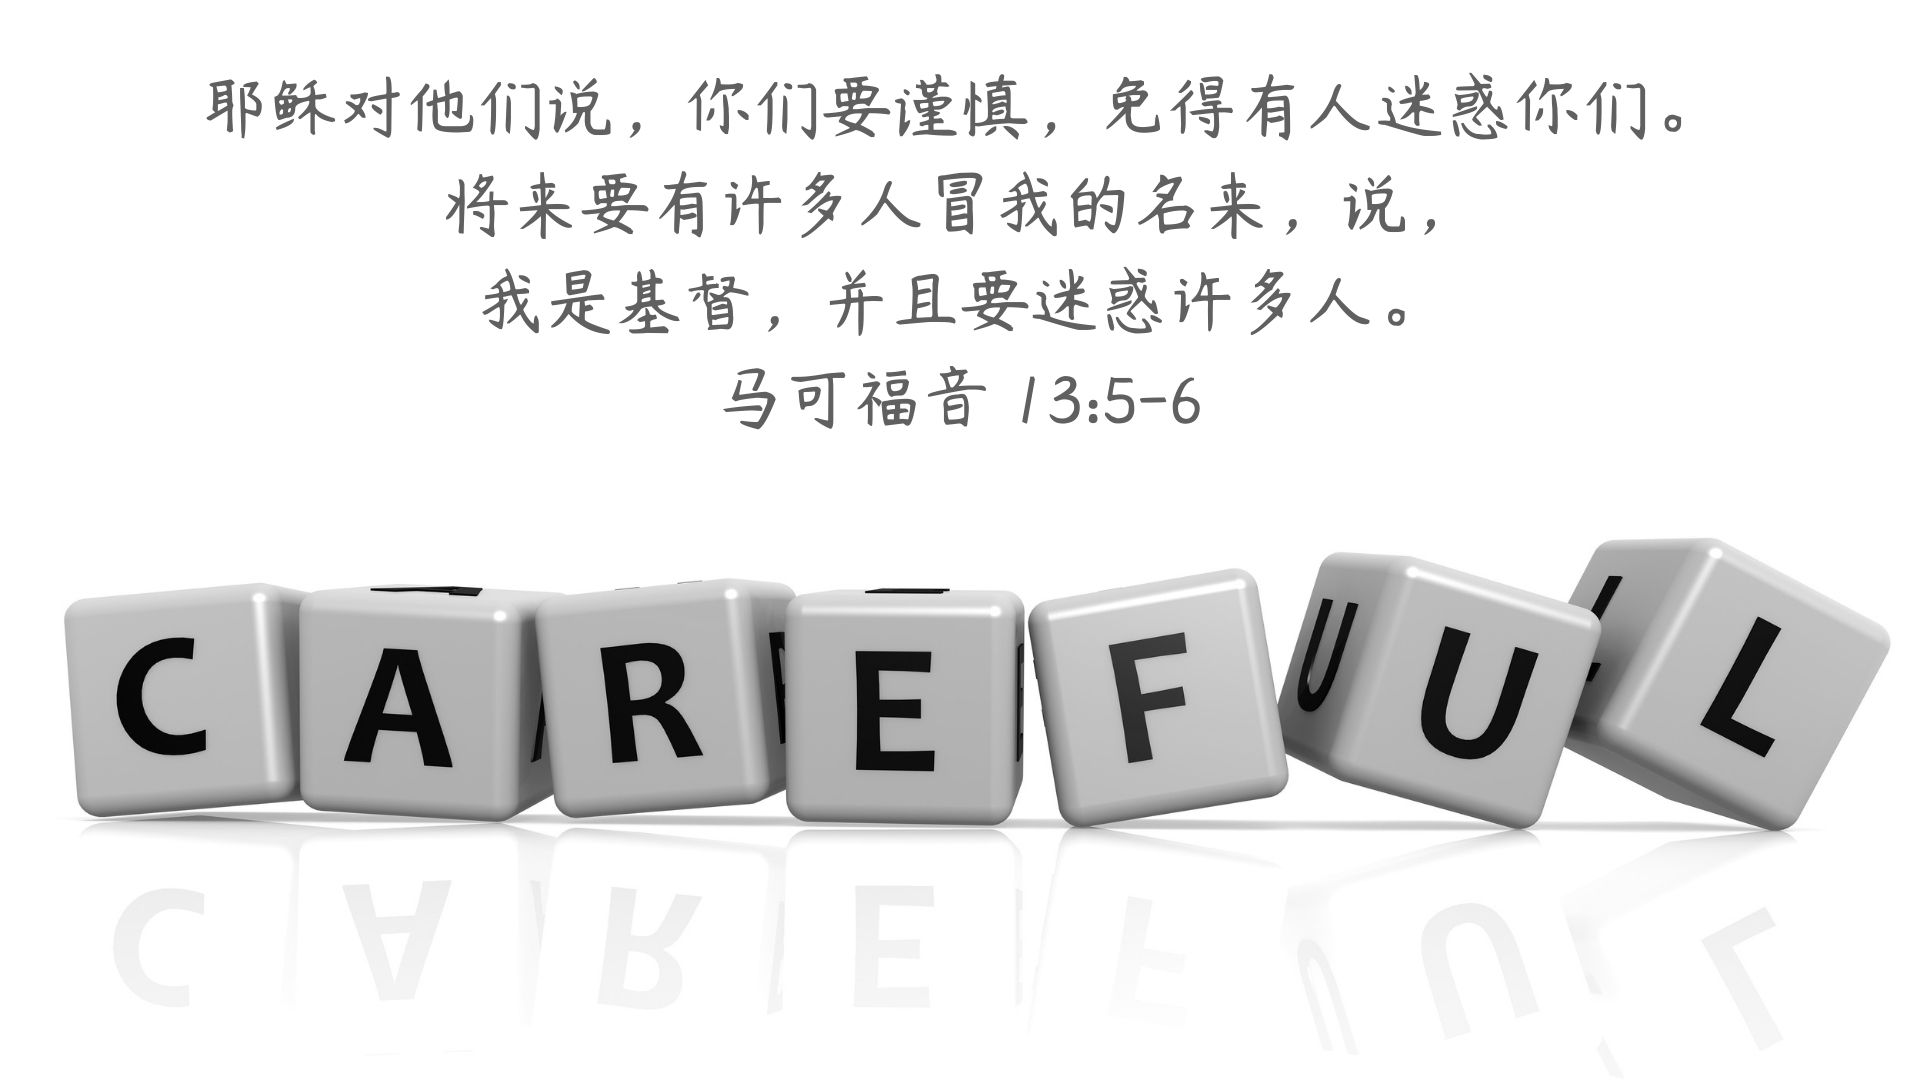 耶稣对他们说，你们要谨慎，免得有人迷惑你们。
将来要有许多人冒我的名来，说，
我是基督，并且要迷惑许多人。
马可福音 13:5-6
CAREFUL